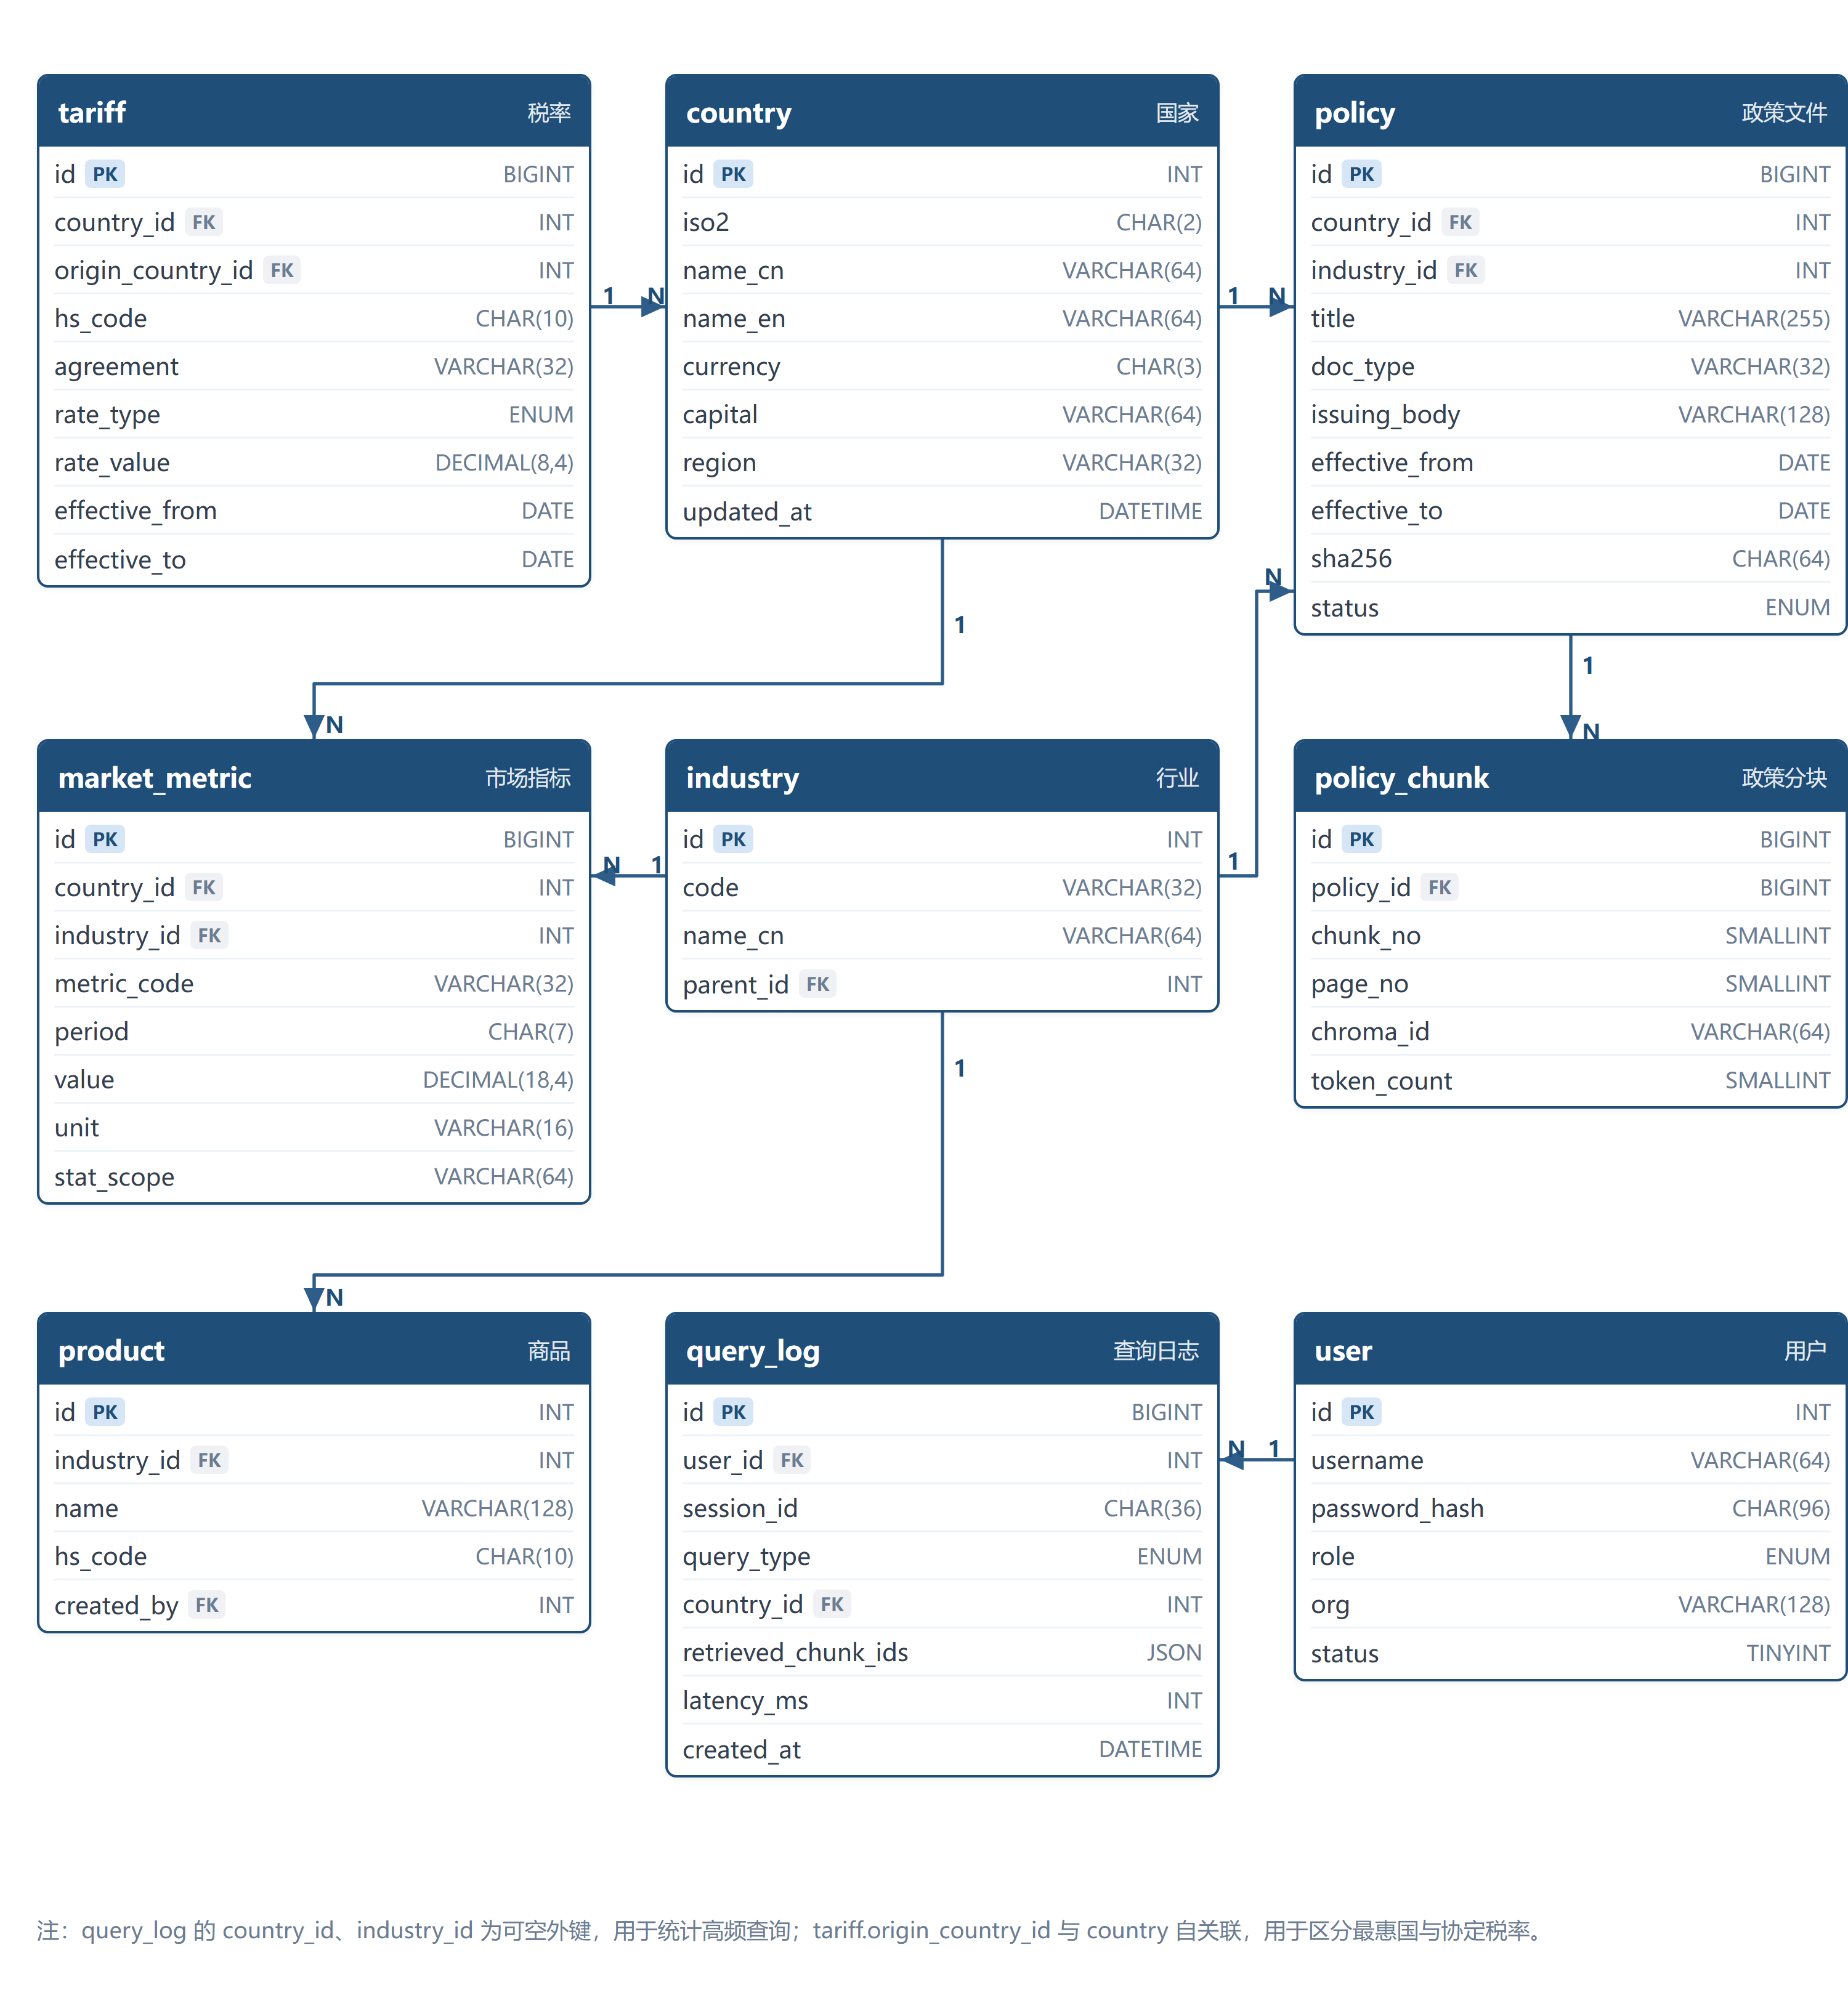 tariff 税率
id PK BIGINT
country_id FK INT
origin_country_id FK INT
hs_code CHAR(10)
agreement VARCHAR(32)
rate_type ENUM
rate_value DECIMAL(8,4)
effective_from DATE
effective_to DATE
1 N
country 国家
id PK INT
iso2 CHAR(2)
name_cn VARCHAR(64)
name_en VARCHAR(64)
currency CHAR(3)
capital VARCHAR(64)
region VARCHAR(32)
updated_at DATETIME
1 N
policy 政策文件
id PK BIGINT
country_id FK INT
industry_id FK INT
title VARCHAR(255)
doc_type VARCHAR(32)
issuing_body VARCHAR(128)
effective_from DATE
effective_to DATE
sha256 CHAR(64)
status ENUM
N
1
1
N
N
market_metric 市场指标
id PK BIGINT
country_id FK INT
industry_id FK INT
metric_code VARCHAR(32)
period CHAR(7)
value DECIMAL(18,4)
unit VARCHAR(16)
stat_scope VARCHAR(64)
N 1
industry 行业
id PK INT
code VARCHAR(32)
name_cn VARCHAR(64)
parent_id FK INT
1
policy_chunk 政策分块
id PK BIGINT
policy_id FK BIGINT
chunk_no SMALLINT
page_no SMALLINT
chroma_id VARCHAR(64)
token_count SMALLINT
1
N
product 商品
id PK INT
industry_id FK INT
name VARCHAR(128)
hs_code CHAR(10)
created_by FK INT
query_log 查询日志
id PK BIGINT
user_id FK INT
session_id CHAR(36)
query_type ENUM
country_id FK INT
retrieved_chunk_ids JSON
latency_ms INT
created_at DATETIME
N 1
user 用户
id PK INT
username VARCHAR(64)
password_hash CHAR(96)
role ENUM
org VARCHAR(128)
status TINYINT
注：query_log 的 country_id、industry_id 为可空外键，用于统计高频查询；tariff.origin_country_id 与 country 自关联，用于区分最惠国与协定税率。